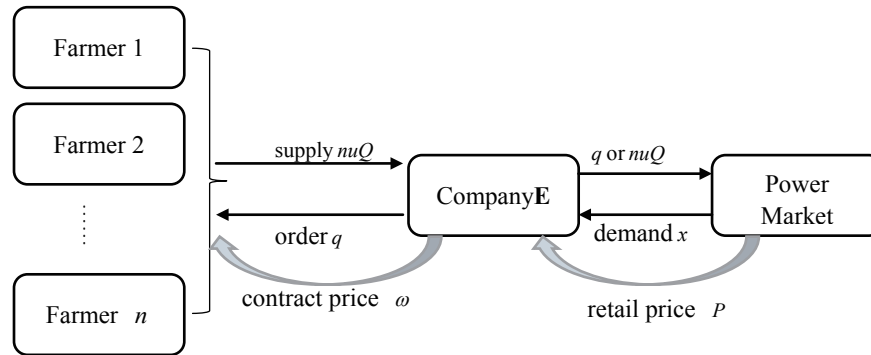 Farmer 1
Farmer 2
Farmer n
supply nuQ
order q
contract price ω
CompanyE
q or nuQ
demand x
retail price P
Power
Market